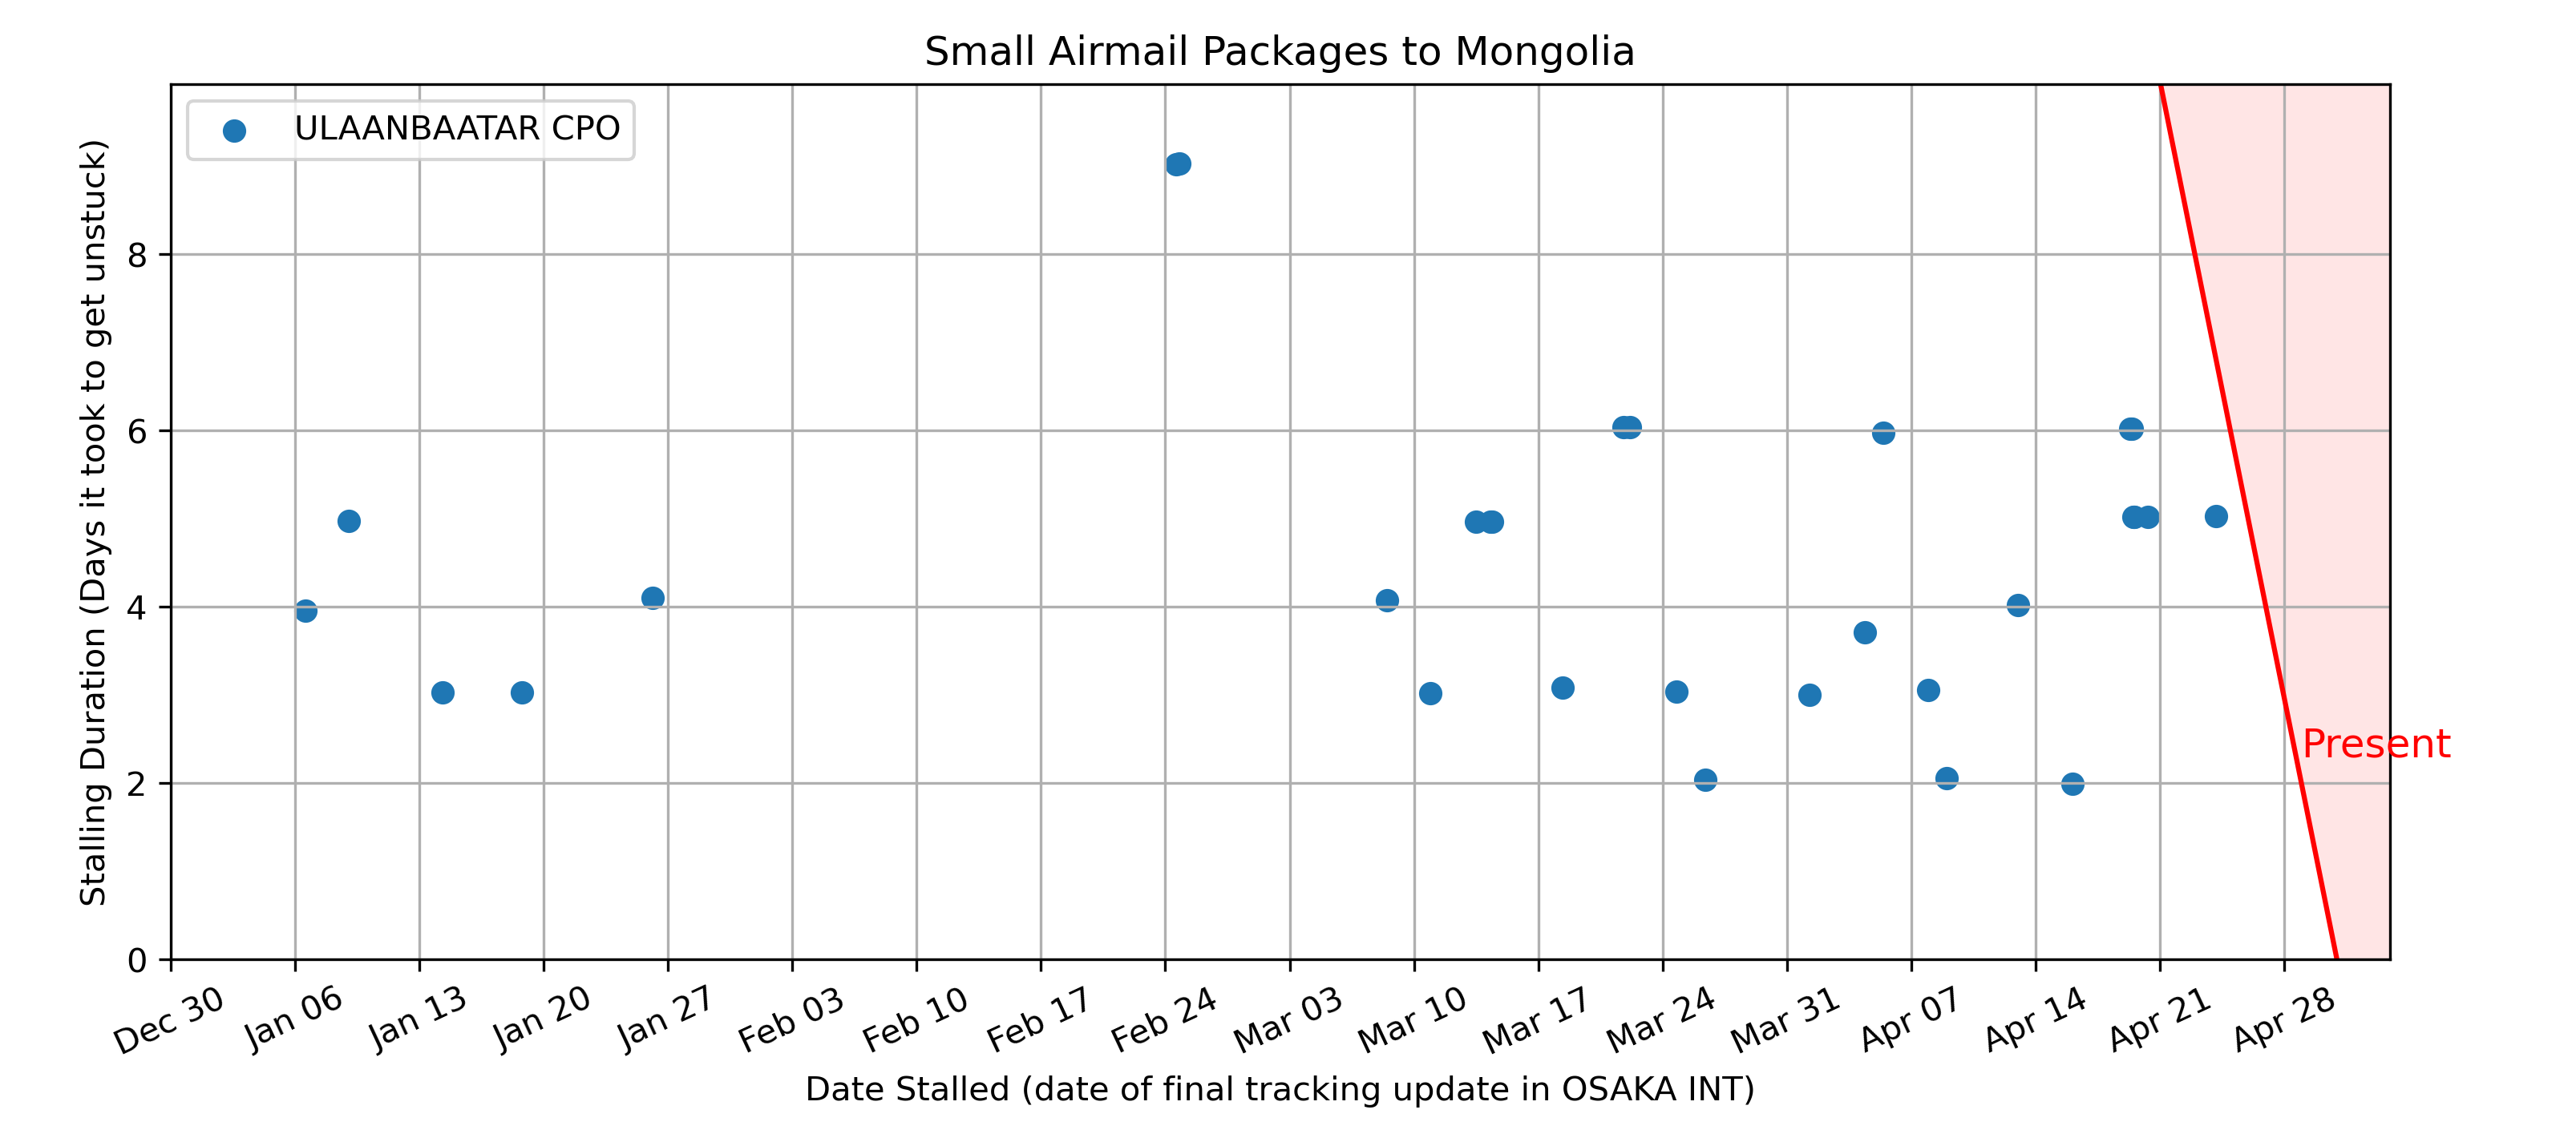 Small Airmail Packages to Mongolia
ULAANBAATAR CPO
Stalling Duration (Days it took to get unstuck)
8
6
4
2
0
Present
Dec 30
Jan 06
Jan 13
Jan 20
Jan 27
Feb 03
Feb 10
Feb 17
Feb 24
Mar 03
Mar 10
Mar 17
Mar 24
Mar 31
Apr 07
Apr 14
Apr 21
Apr 28
Date Stalled (date of final tracking update in OSAKA INT)